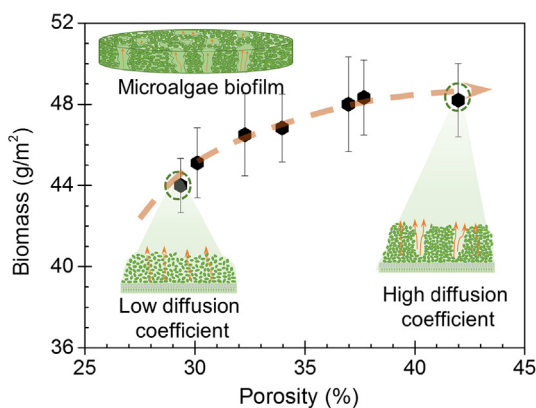 52
48
44
40
36
Biomass (g/m²)
Microalgae biofilm
Low diffusion
coefficient
High diffusion
coefficient
25
30
35
40
45
Porosity (%)